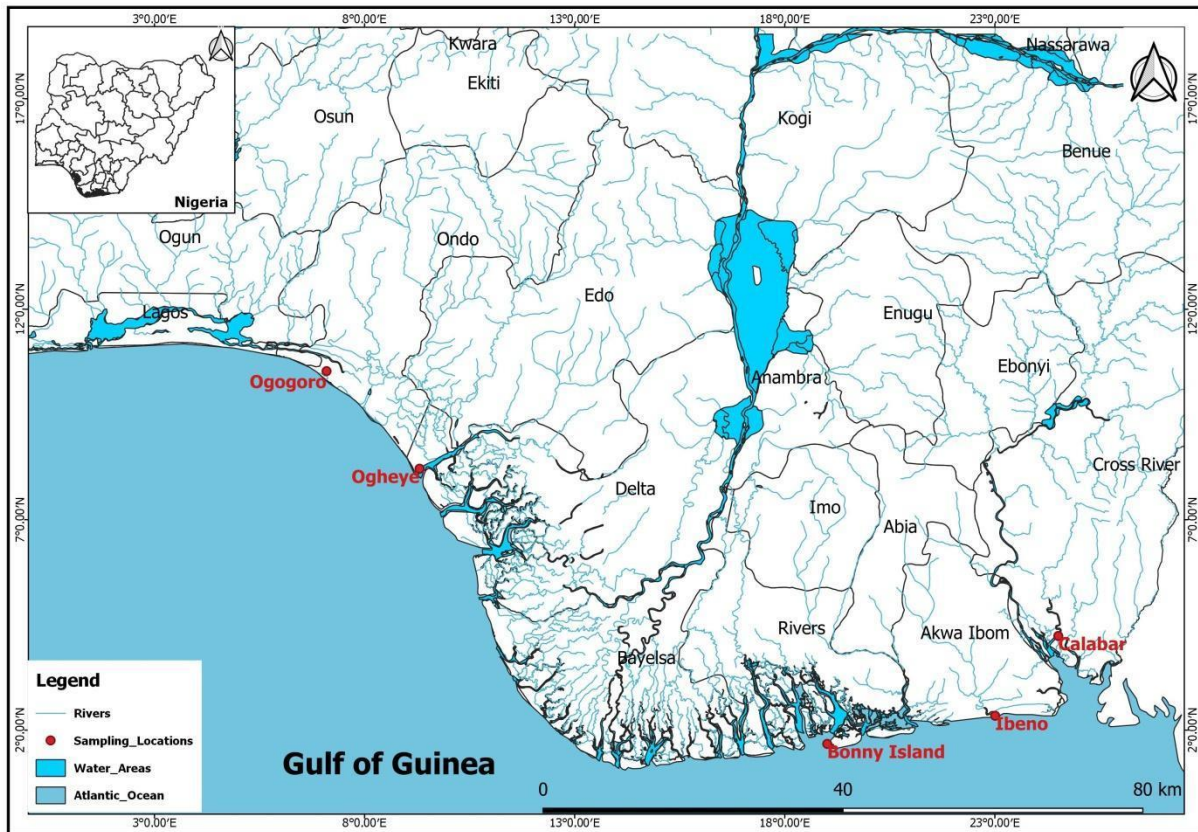 3°0.00'E 8°0.00'E 13°0.00'E 18°0.00'E 23°0.00'E
Nigeria
Kwara
Nassarawa
Ekiti
17°0.00'N
17°0.00'N
Osun
Kogi
Benue
Ogun
Ondo
Edo
12°0.00'N
12°0.00'N
Lagos
Enugu
Ogogoro
Anambra
Ebonyi
Ogheye
Cross River
Delta
7°0.00'N
7°0.00'N
Imo
Abia
Rivers
Akwa Ibom
Calabar
Bayelsa
Legend
Rivers
Sampling_Locations
Water_Areas
Atlantic_Ocean
Ibeno
2°0.00'N
2°0.00'N
Bonny Island
Gulf of Guinea
0 40 80 km
3°0.00'E 8°0.00'E 13°0.00'E 18°0.00'E 23°0.00'E